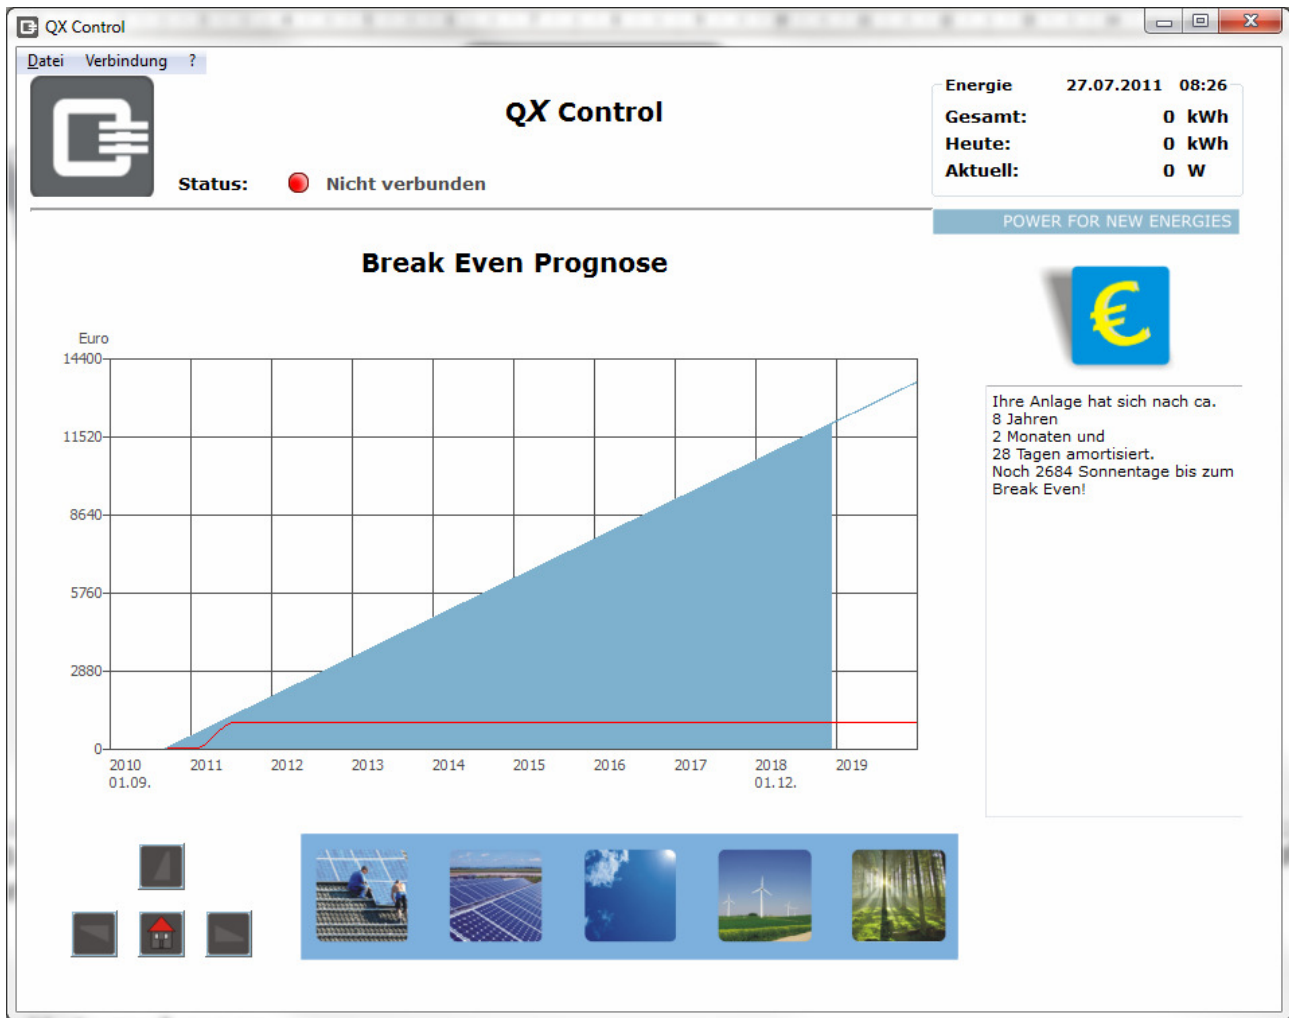 QX Control
Datei Verbindung ?
QX Control
Status: Nicht verbunden
Energie 27.07.2011 08:26
Gesamt: 0 kWh
Heute: 0 kWh
Aktuell: 0 W
POWER FOR NEW ENERGIES
Break Even Prognose
€
Euro
14400
11520
8640
5760
2880
0
2010 2011 2012 2013 2014 2015 2016 2017 2018 2019
01.09. 01.12.
Ihre Anlage hat sich nach ca.
8 Jahren
2 Monaten und
28 Tagen amortisiert.
Noch 2684 Sonnentage bis zum
Break Even!